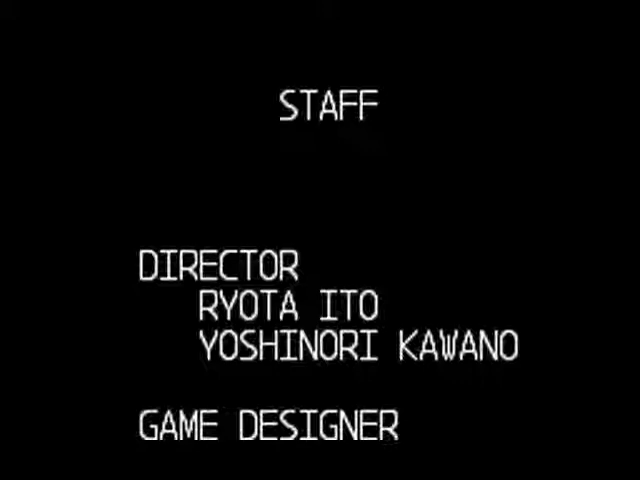 STAFF
DIRECTOR
RYOTA ITO
YOSHINORI KAWANO
GAME DESIGNER